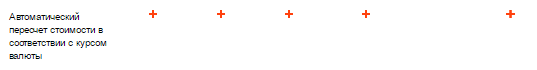 Автоматический + + + + +
пересчет стоимости в
соответствии с курсом
валюты